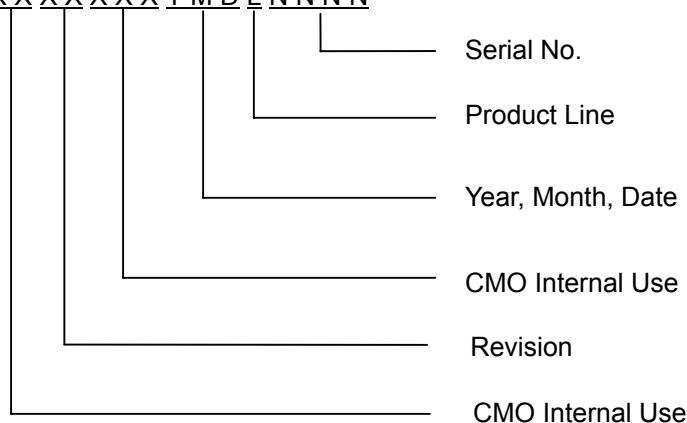 X X X X X X X Y M D L N N N N
Serial No.
Product Line
Year, Month, Date
CMO Internal Use
Revision
CMO Internal Use